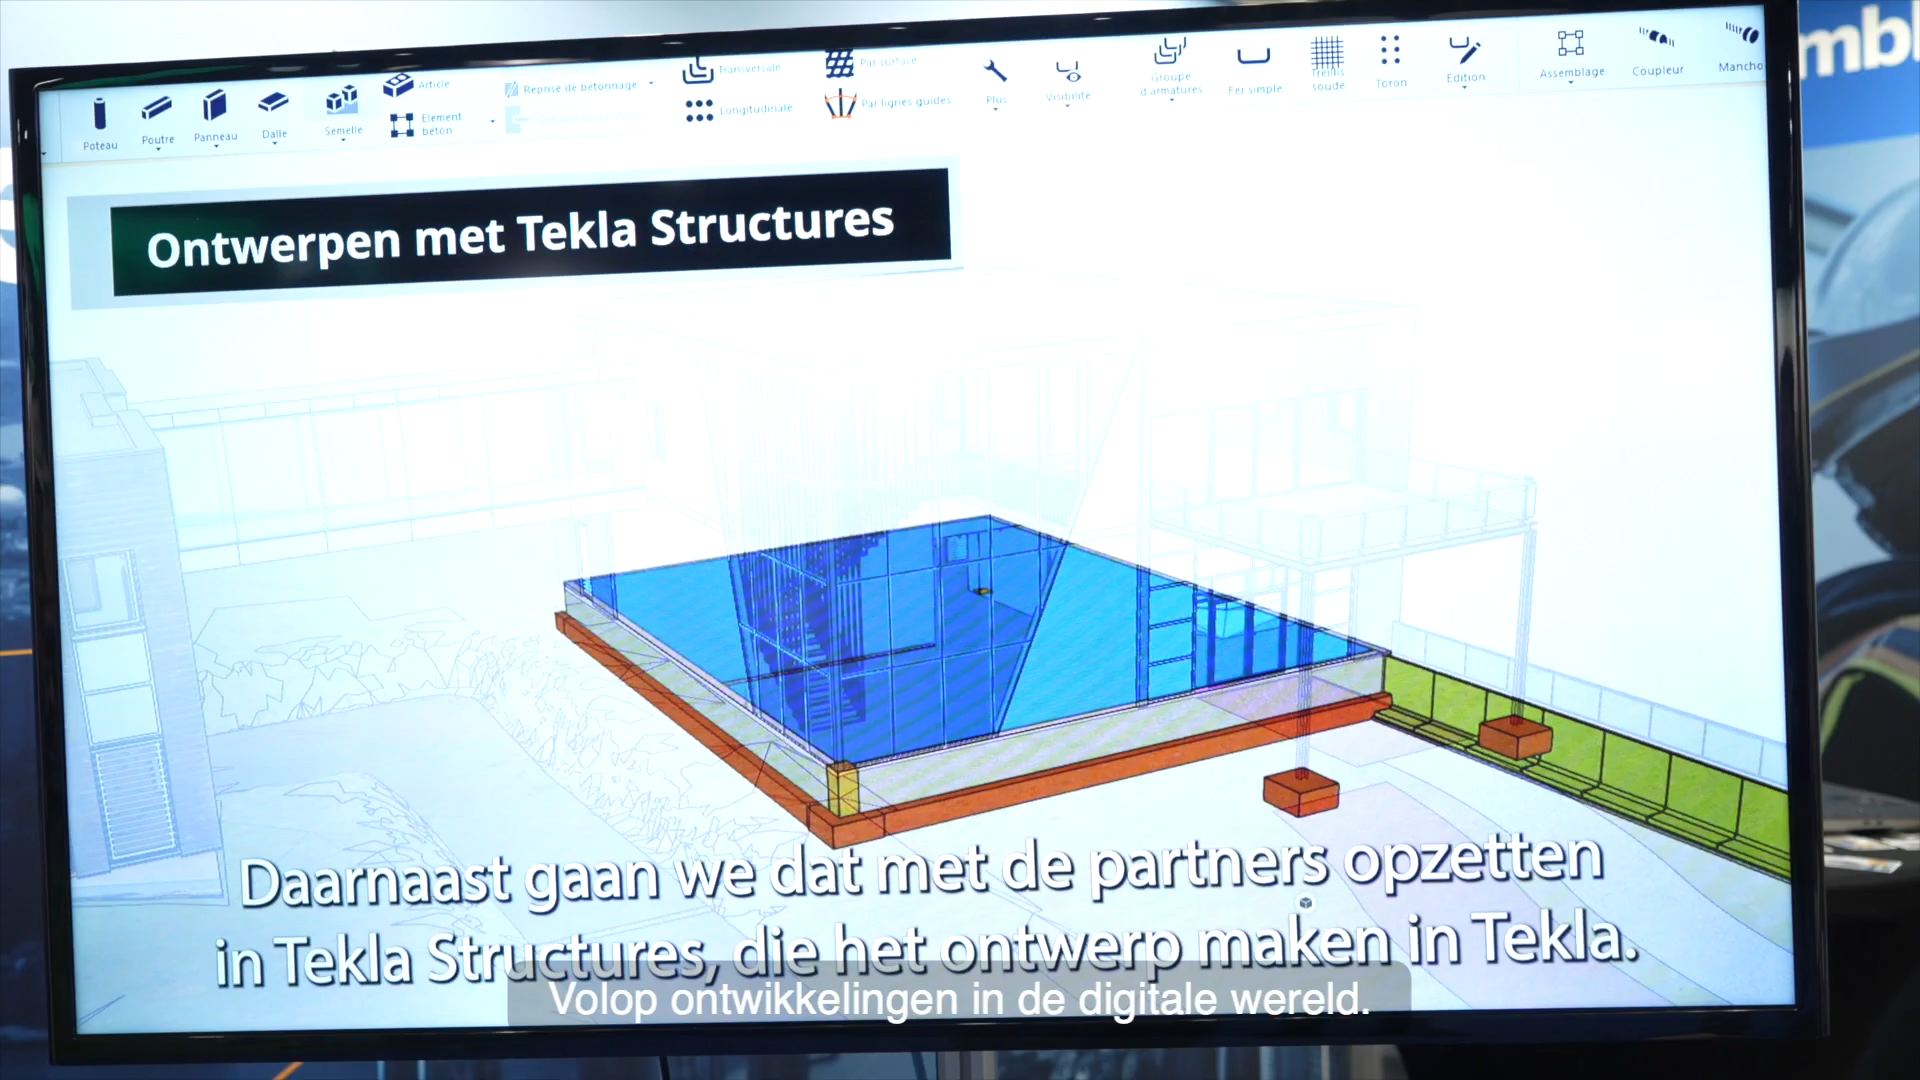 mbl
Poteau
Poutre
Panneau
Dalle
Semelle
Article
Element
béton
Reprise de bétonnage
Transversale
Longitudinale
Par surface
Par lignes guides
Plus
Visibilité
Groupe
d'armatures
Fer simple
Treillis
soudé
Toron
Edition
Assemblage
Coupleur
Mancho
Ontwerpen met Tekla Structures
Daarnaast gaan we dat met de partners opzetten
in Tekla Structures, die het ontwerp maken in Tekla.
Volop ontwikkelingen in de digitale wereld.